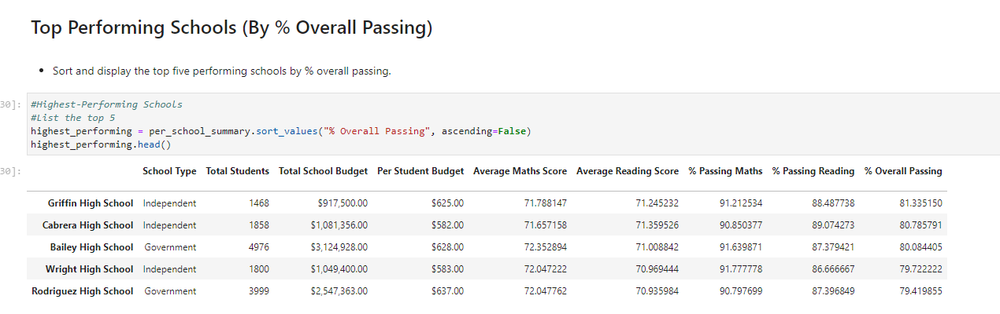 Top Performing Schools (By % Overall Passing)
• Sort and display the top five performing schools by % overall passing.
30]: #Highest-Performing Schools
#List the top 5
highest_performing = per_school_summary.sort_values("% Overall Passing", ascending=False)
highest_performing.head()
30]: School Type Total Students Total School Budget Per Student Budget Average Maths Score Average Reading Score % Passing Maths % Passing Reading % Overall Passing
Griffin High School Independent 1468 $917,500.00 $625.00 71.788147 71.245232 91.212534 88.487738 81.335150
Cabrera High School Independent 1858 $1,081,356.00 $582.00 71.657158 71.359526 90.850377 89.074273 80.785791
Bailey High School Government 4976 $3,124,928.00 $628.00 72.352894 71.008842 91.639871 87.379421 80.084405
Wright High School Independent 1800 $1,049,400.00 $583.00 72.047222 70.969444 91.777778 86.666667 79.722222
Rodriguez High School Government 3999 $2,547,363.00 $637.00 72.047762 70.935984 90.797699 87.396849 79.419855